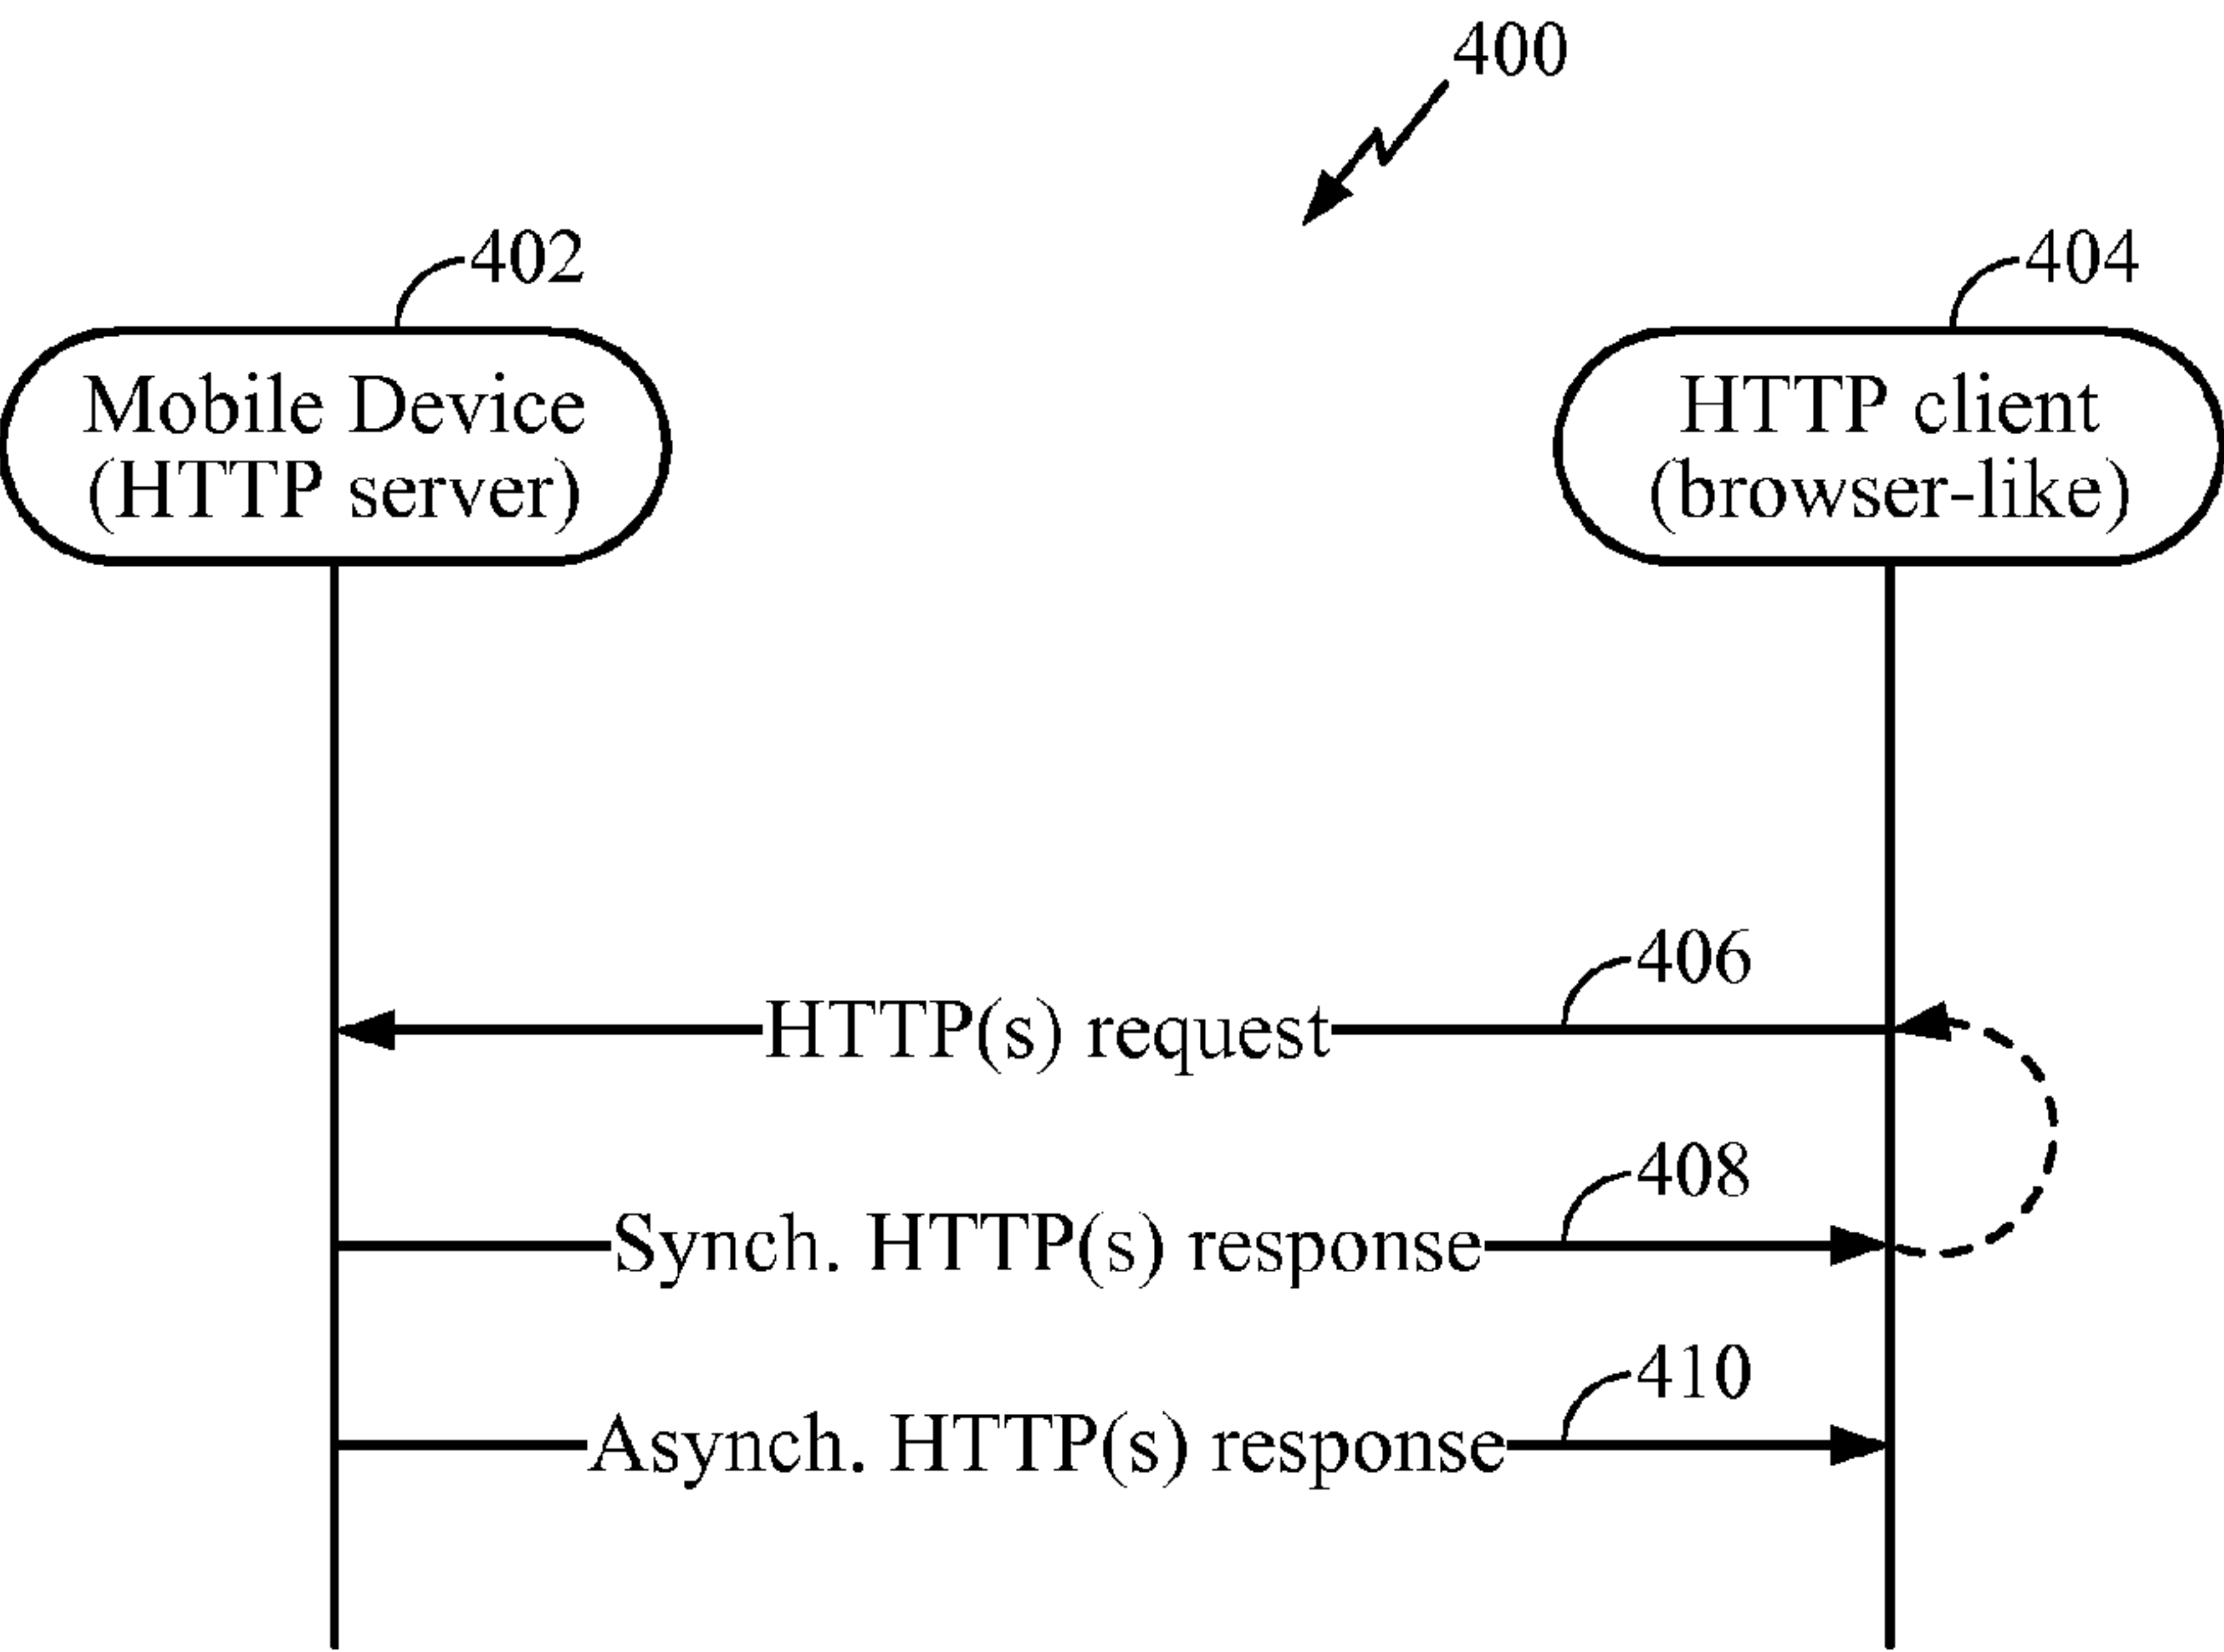 400
402
404
Mobile Device
(HTTP server)
HTTP client
(browser-like)
406
HTTP(s) request
408
Synch. HTTP(s) response
410
Asynch. HTTP(s) response